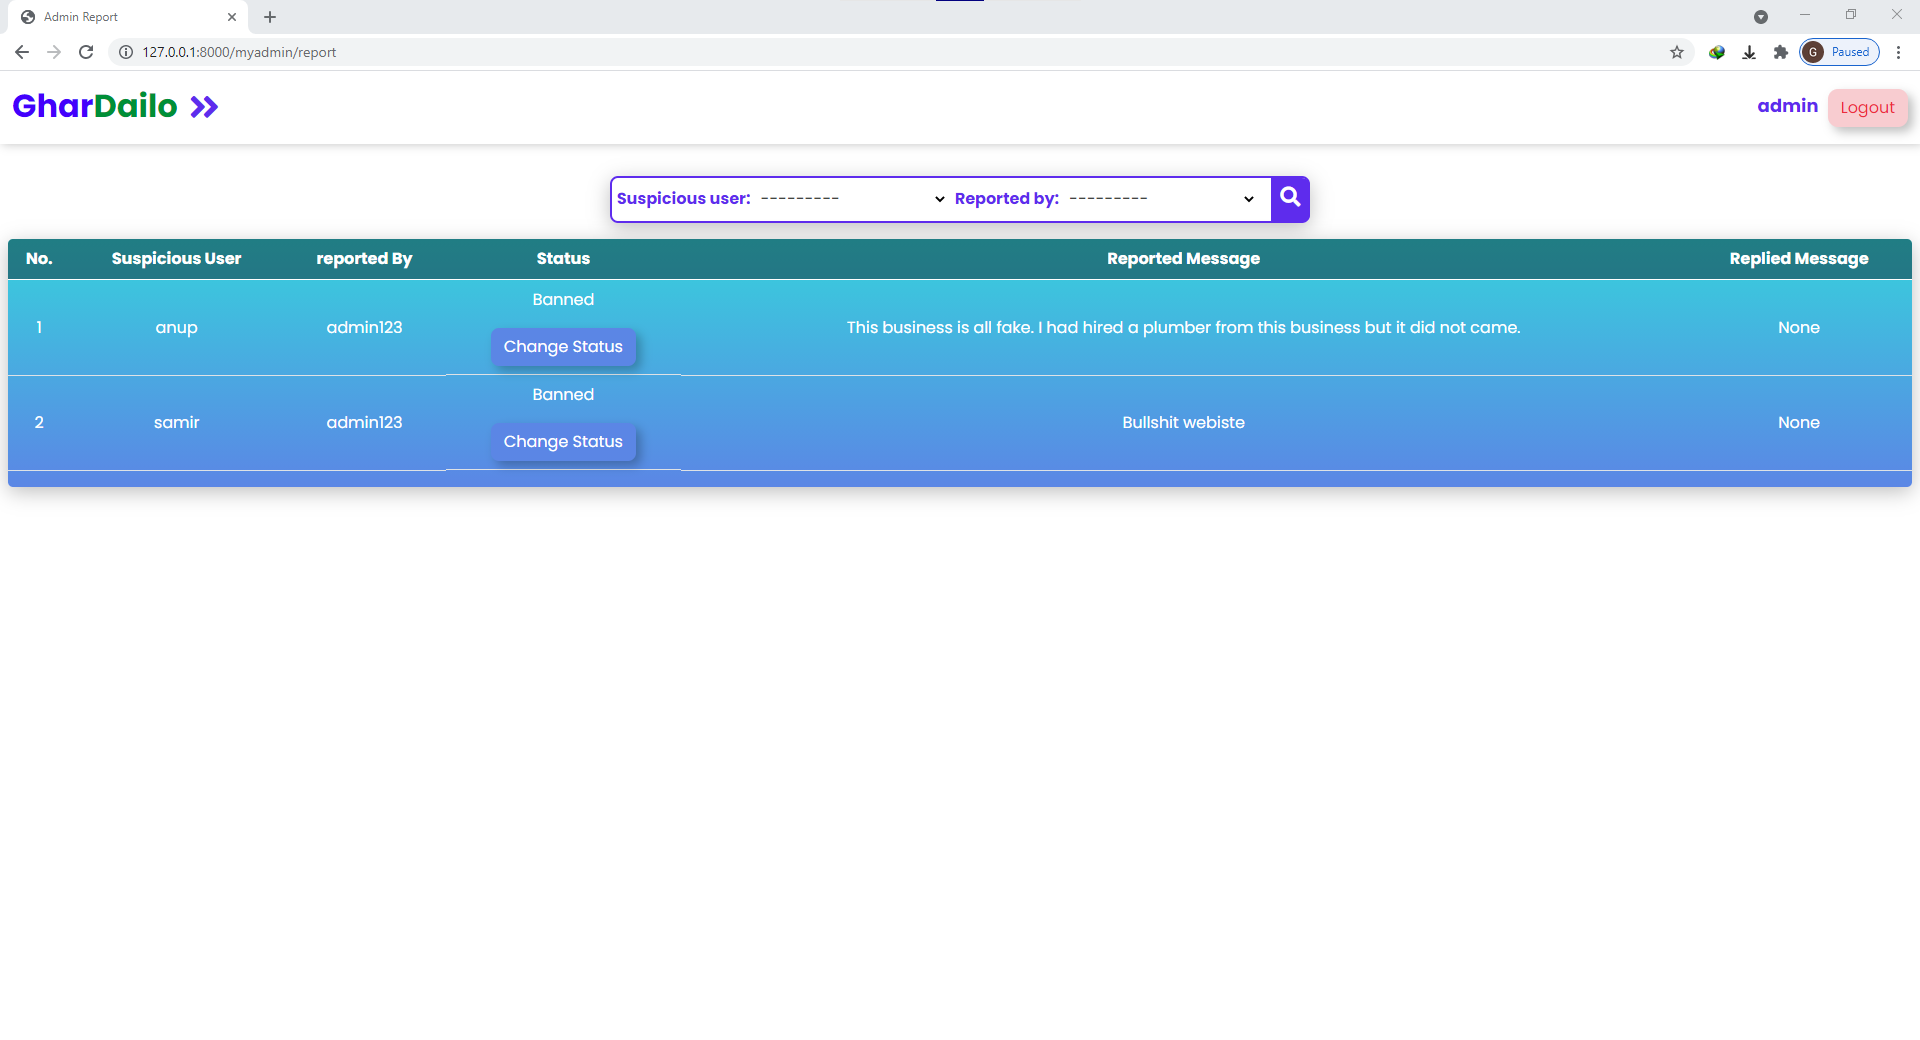 Admin Report
127.0.0.1:8000/myadmin/report
G Paused
GharDailo
admin Logout
Suspicious user: --------- Reported by: ---------
No. Suspicious User reported By Status Reported Message Replied Message
1 anup admin123 Banned This business is all fake. I had hired a plumber from this business but it did not came. None
Change Status
2 samir admin123 Banned Bullshit webiste None
Change Status